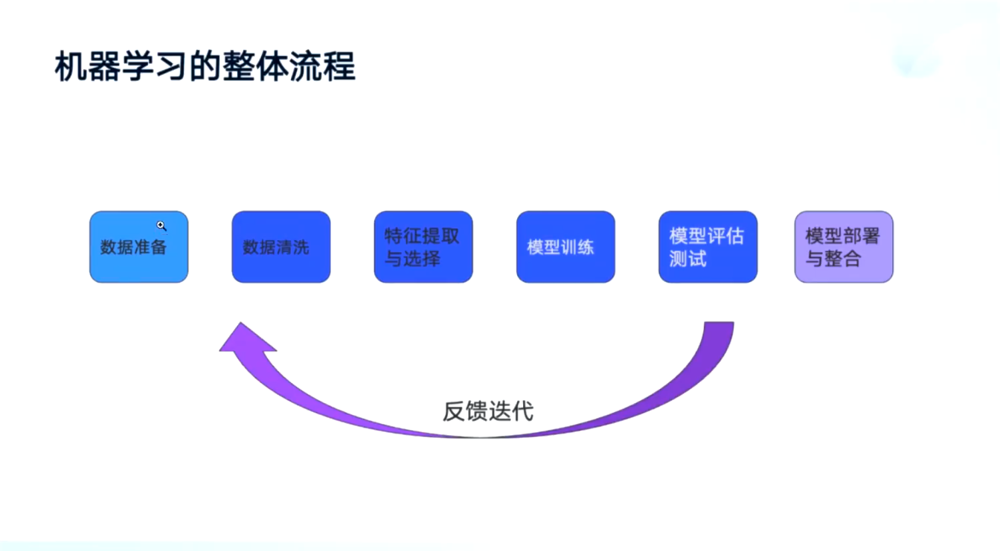 机器学习的整体流程
数据准备
数据清洗
特征提取
与选择
模型训练
模型评估
测试
模型部署
与整合
反馈迭代